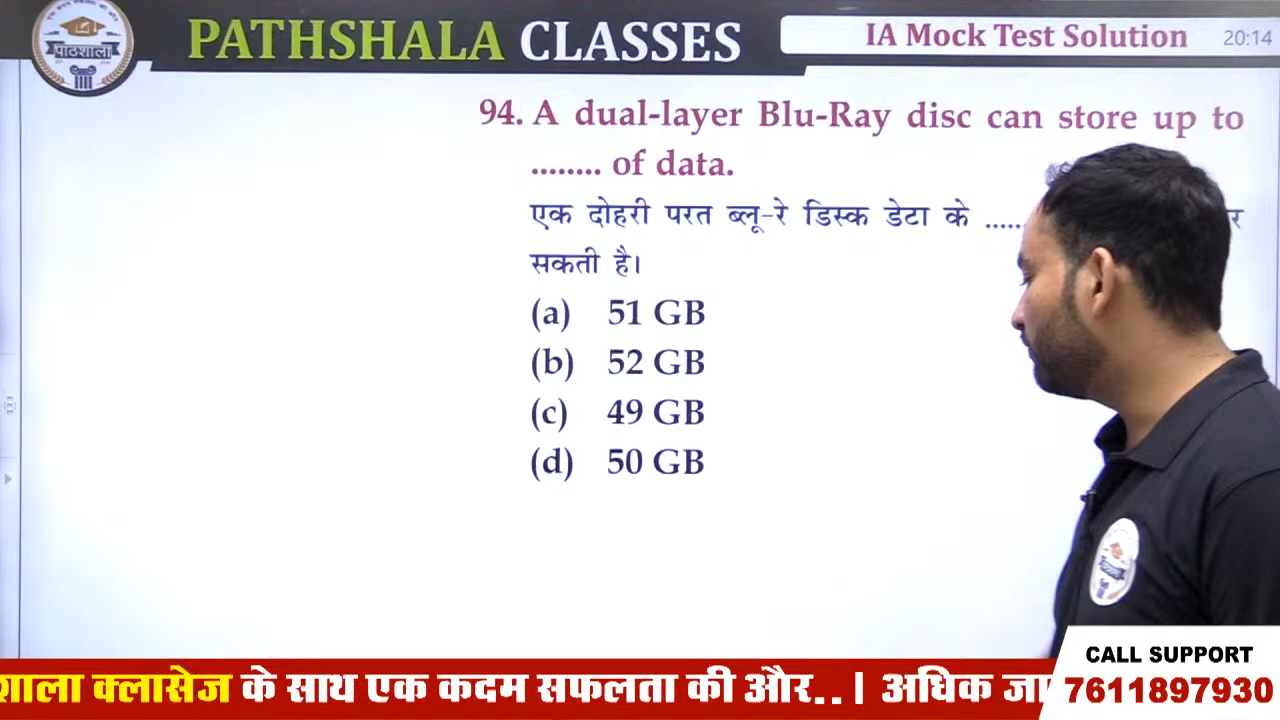 पाठशाला
PATHSHALA CLASSES
IA Mock Test Solution
20:14
94. A dual-layer Blu-Ray disc can store up to
........ of data.
एक दोहरी परत ब्लू-रे डिस्क डेटा के ......
सकती है।
(a) 51 GB
(b) 52 GB
(c) 49 GB
(d) 50 GB
शाला क्लासेज के साथ एक कदम सफलता की और..। अधिक जा
CALL SUPPORT
7611897930